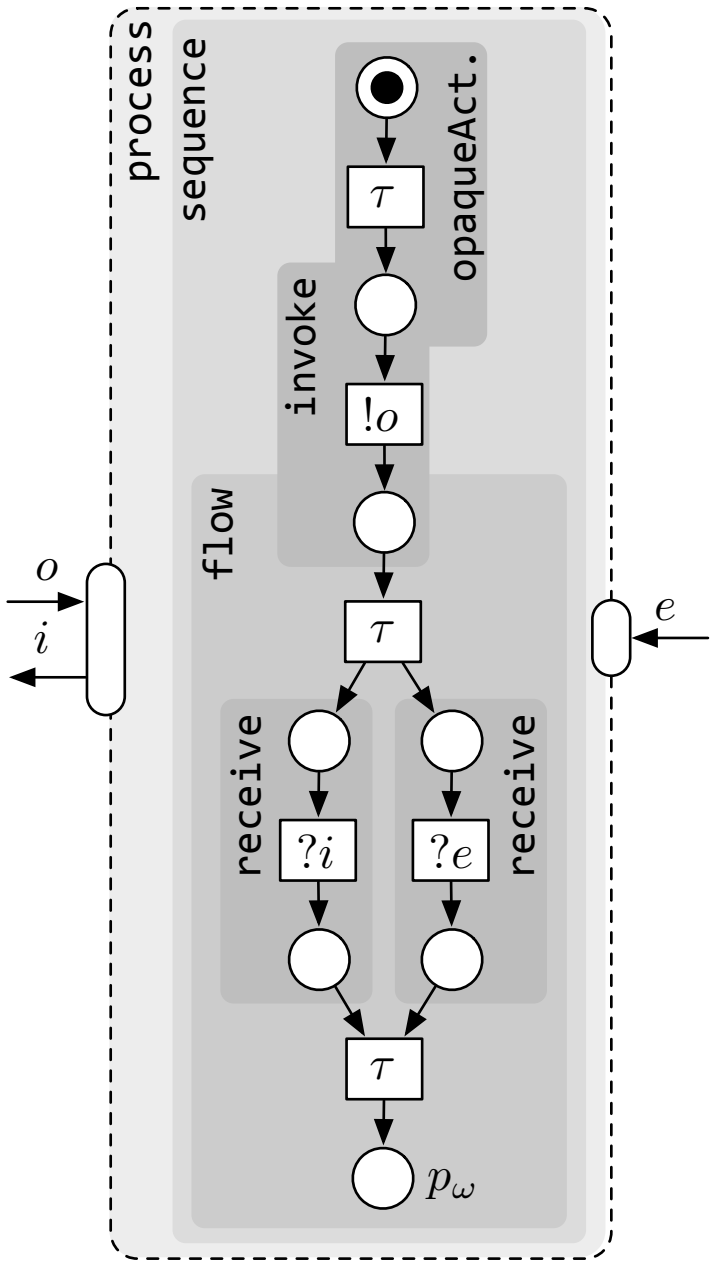 process
sequence
opaqueAct.
τ
invoke
!o
flow
o
i
τ
e
receive
receive
?i
?e
τ
pω